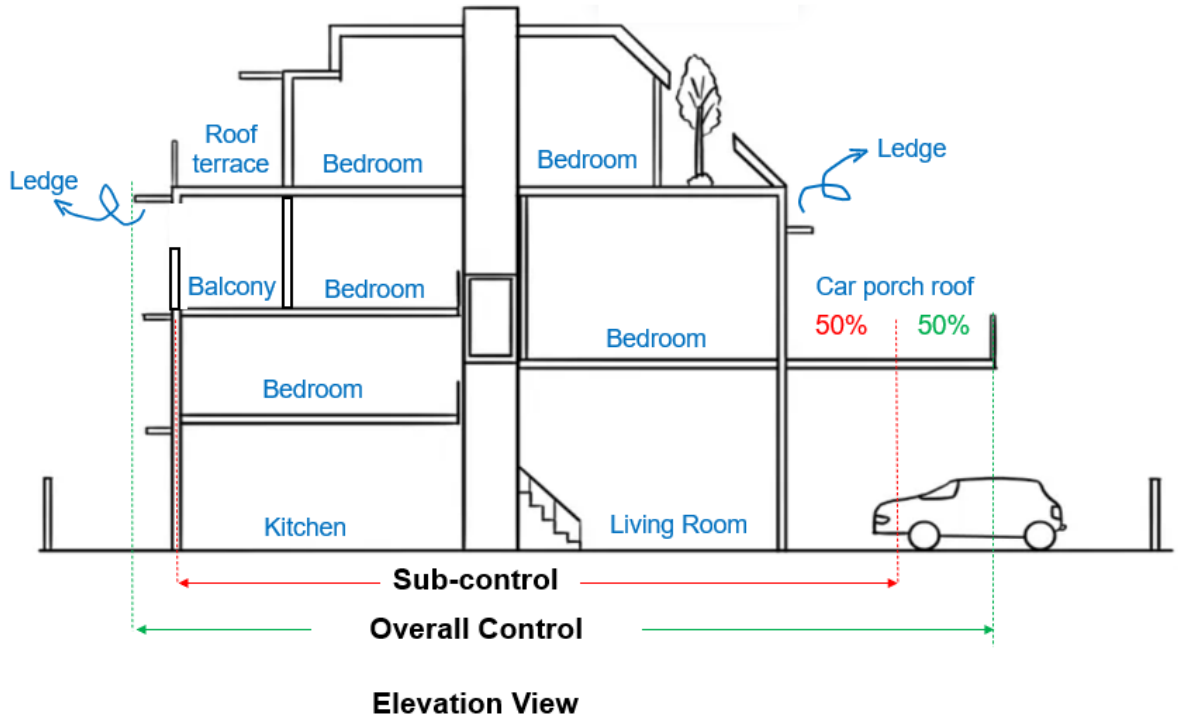 Roof
terrace
Bedroom
Bedroom
Ledge
Ledge
Balcony
Bedroom
Car porch roof
50%
50%
Bedroom
Bedroom
Kitchen
Living Room
Sub-control
Overall Control
Elevation View